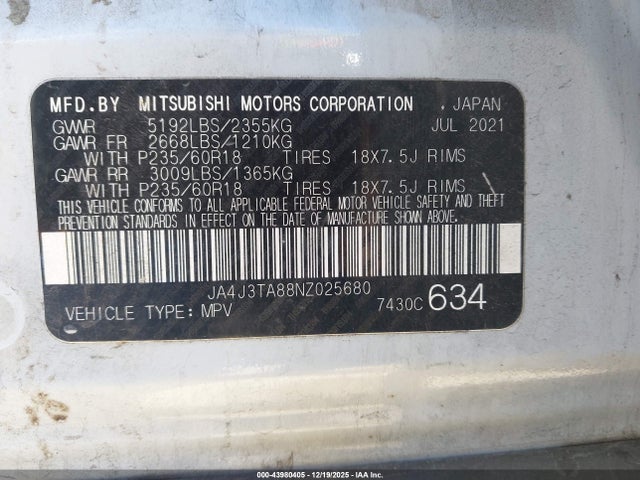 MFD.BY MITSUBISHI MOTORS CORPORATION . JAPAN
GVWR 5192LBS/2355KG JUL 2021
GAWR FR 2668LBS/1210KG
WITH P235/60R18 TIRES 18X7.5J RIMS
GAWR RR 3009LBS/1365KG
WITH P235/60R18 TIRES 18X7.5J RIMS
THIS VEHICLE CONFORMS TO ALL APPLICABLE FEDERAL MOTOR VEHICLE SAFETY AND THEFT
PREVENTION STANDARDS IN EFFECT ON THE DATE OF MANUFACTURE SHOWN ABOVE.
JA4J3TA88NZ025680
VEHICLE TYPE: MPV 7430C 634
© 43980405 - 12/19/2025 - IAA Inc.